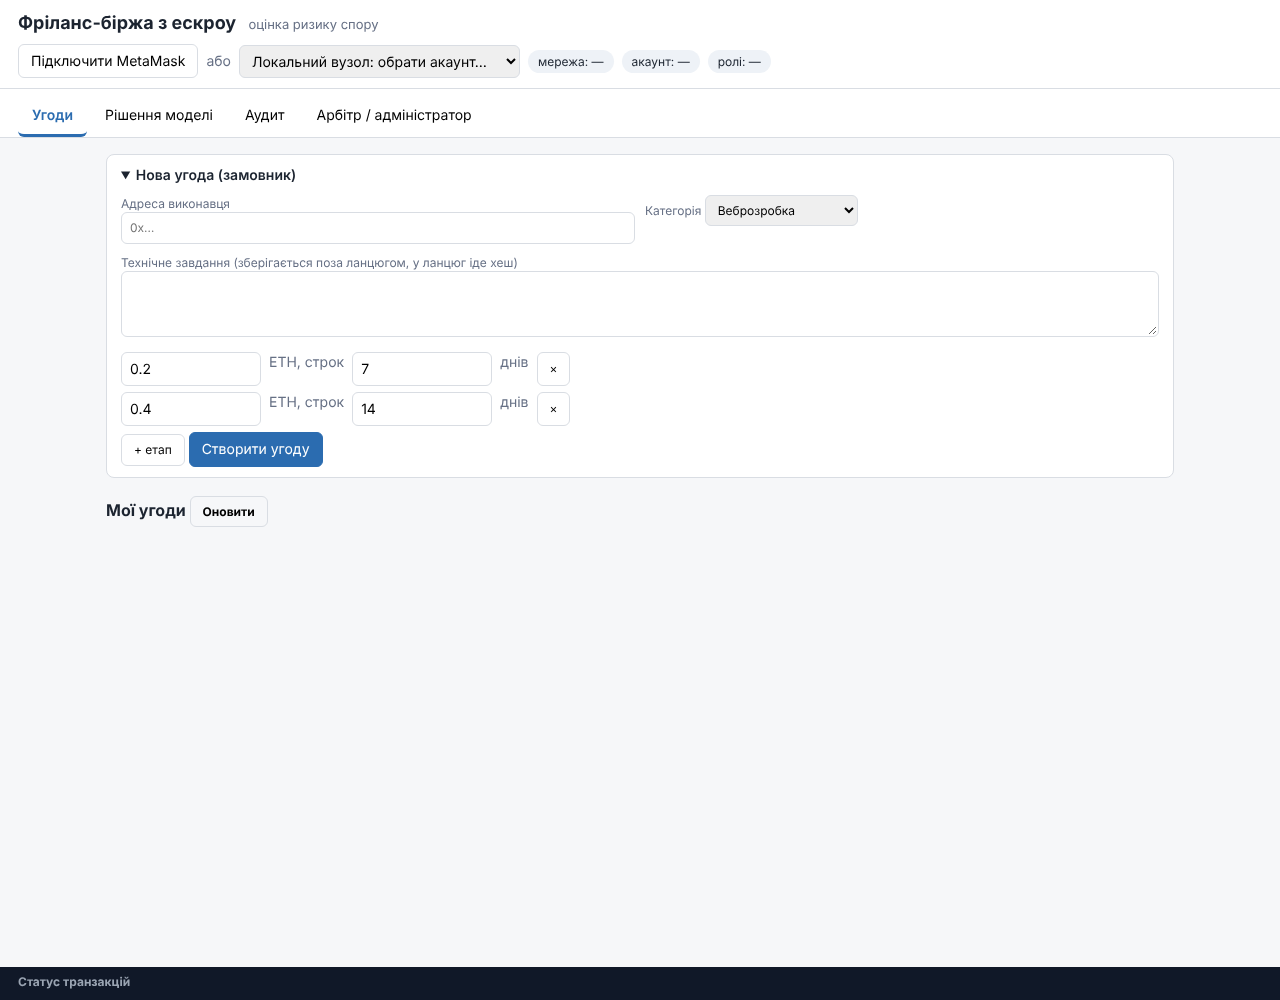 Фріланс-біржа з ескроу оцінка ризику спору
Підключити MetaMask або Локальний вузол: обрати акаунт... мережа: — акаунт: — ролі: —
Угоди Рішення моделі Аудит Арбітр / адміністратор
▼ Нова угода (замовник)
Адреса виконавця
0x...
Категорія Веброзробка
Технічне завдання (зберігається поза ланцюгом, у ланцюг іде хеш)
0.2 ETH, строк 7 днів ×
0.4 ETH, строк 14 днів ×
+ етап Створити угоду
Мої угоди Оновити
Статус транзакцій